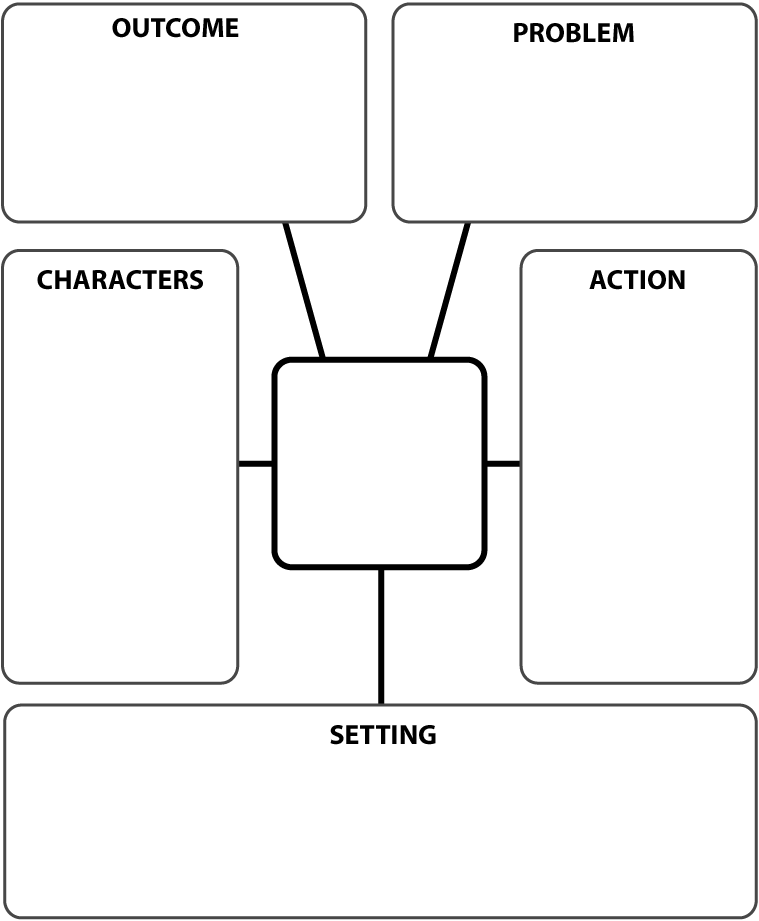 OUTCOME
PROBLEM
CHARACTERS
ACTION
SETTING